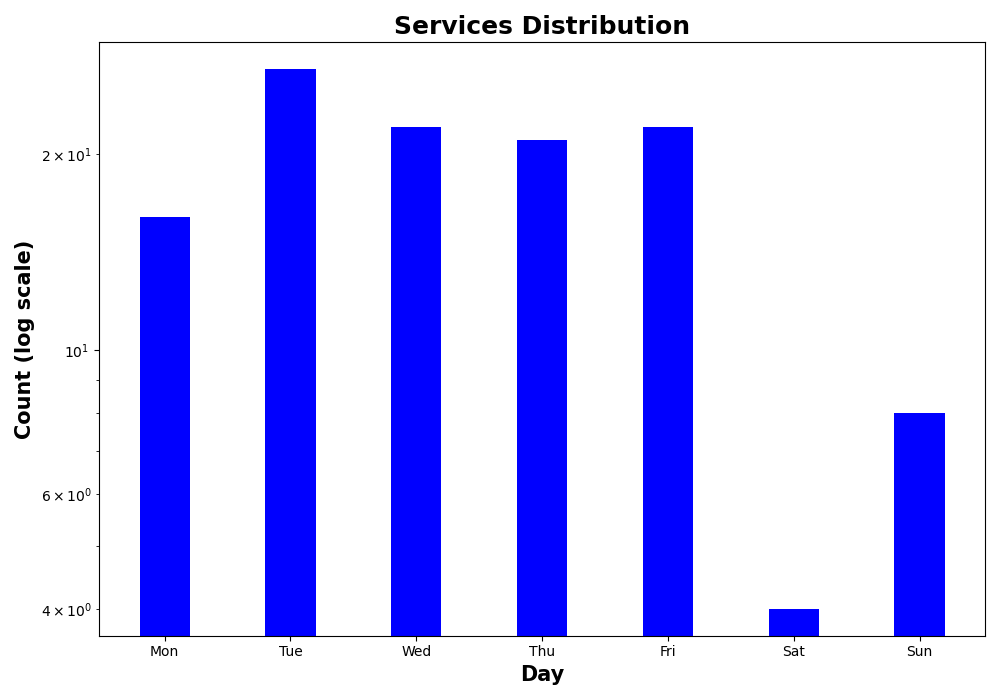 Services Distribution
Count (log scale)
2 × 10¹
10¹
6 × 10⁰
4 × 10⁰
Mon Tue Wed Thu Fri Sat Sun
Day